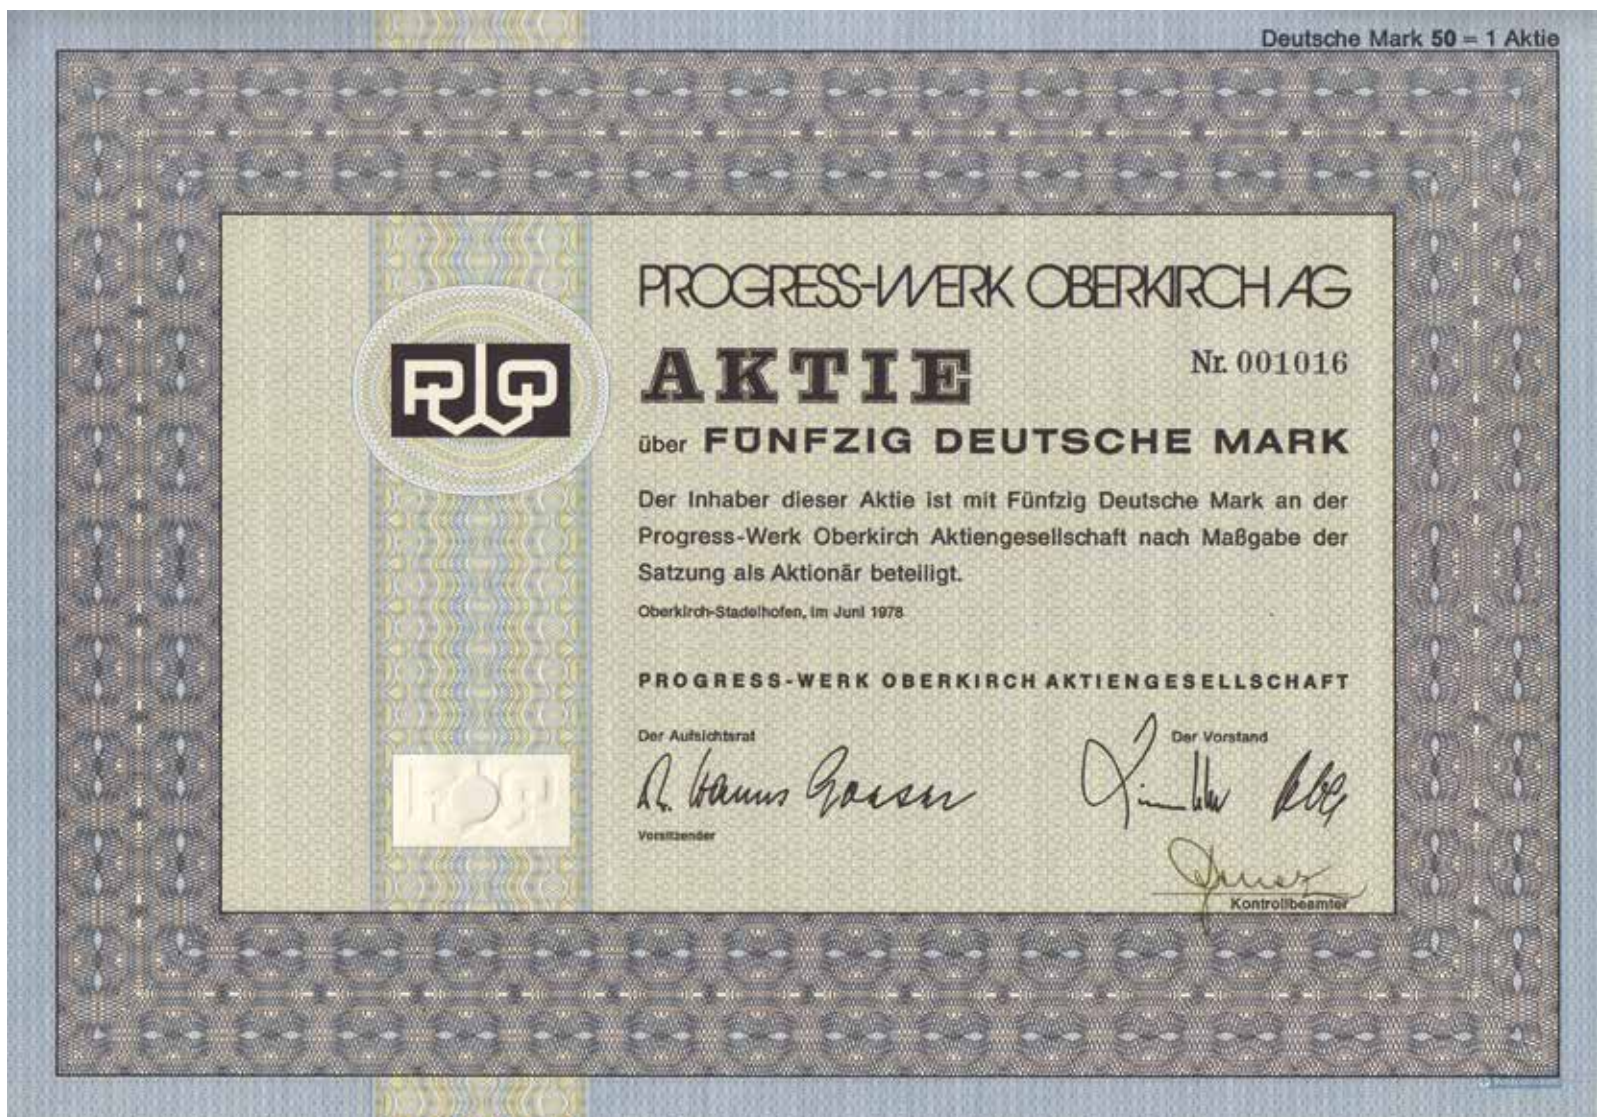 Deutsche Mark 50 = 1 Aktie
PROGRESS-WERK OBERKIRCH AG
AKTIE
Nr. 001016
über FÜNFZIG DEUTSCHE MARK
Der Inhaber dieser Aktie ist mit Fünfzig Deutsche Mark an der
Progress-Werk Oberkirch Aktiengesellschaft nach Maßgabe der
Satzung als Aktionär beteiligt.
Oberkirch-Stadelhofen, im Juni 1978
PROGRESS-WERK OBERKIRCH AKTIENGESELLSCHAFT
Der Aufsichtsrat
Der Vorstand
Vorsitzender
Kontrollbeamter